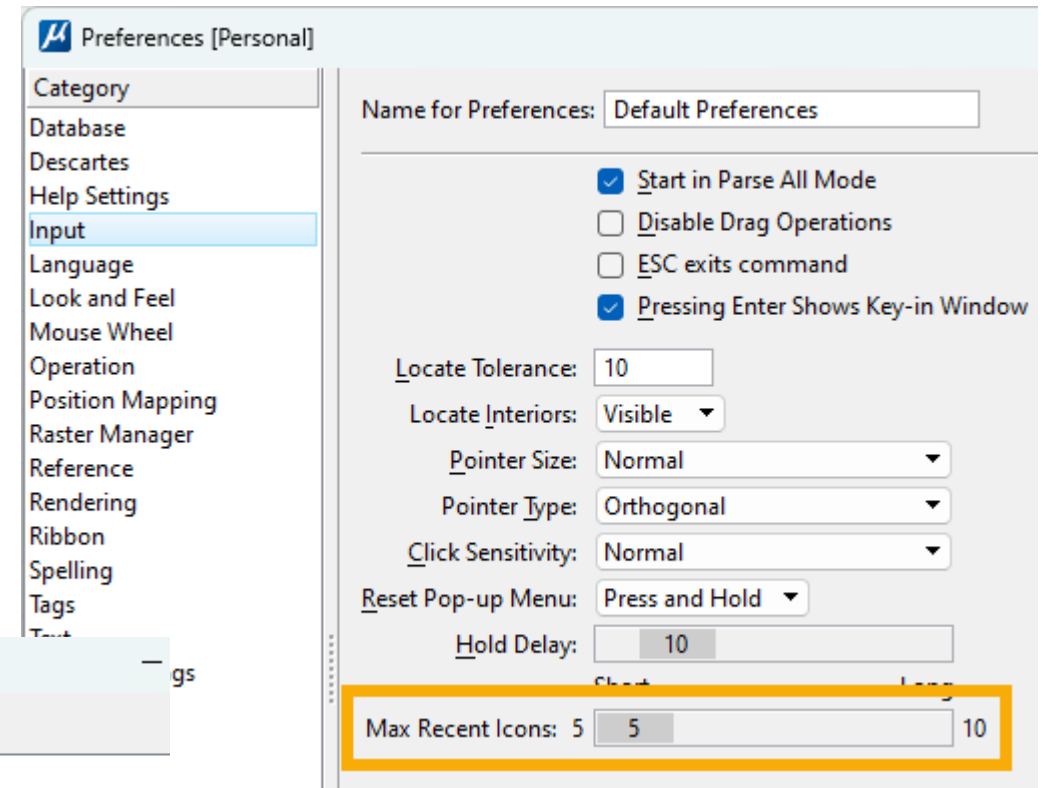 Preferences [Personal]
Category
Database
Descartes
Help Settings
Input
Language
Look and Feel
Mouse Wheel
Operation
Position Mapping
Raster Manager
Reference
Rendering
Ribbon
Spelling
Tags
Text
gs
Name for Preferences: Default Preferences
Start in Parse All Mode
Disable Drag Operations
ESC exits command
Pressing Enter Shows Key-in Window
Locate Tolerance: 10
Locate Interiors: Visible
Pointer Size: Normal
Pointer Type: Orthogonal
Click Sensitivity: Normal
Reset Pop-up Menu: Press and Hold
Hold Delay: 10
Short Long
Max Recent Icons: 5 5 10